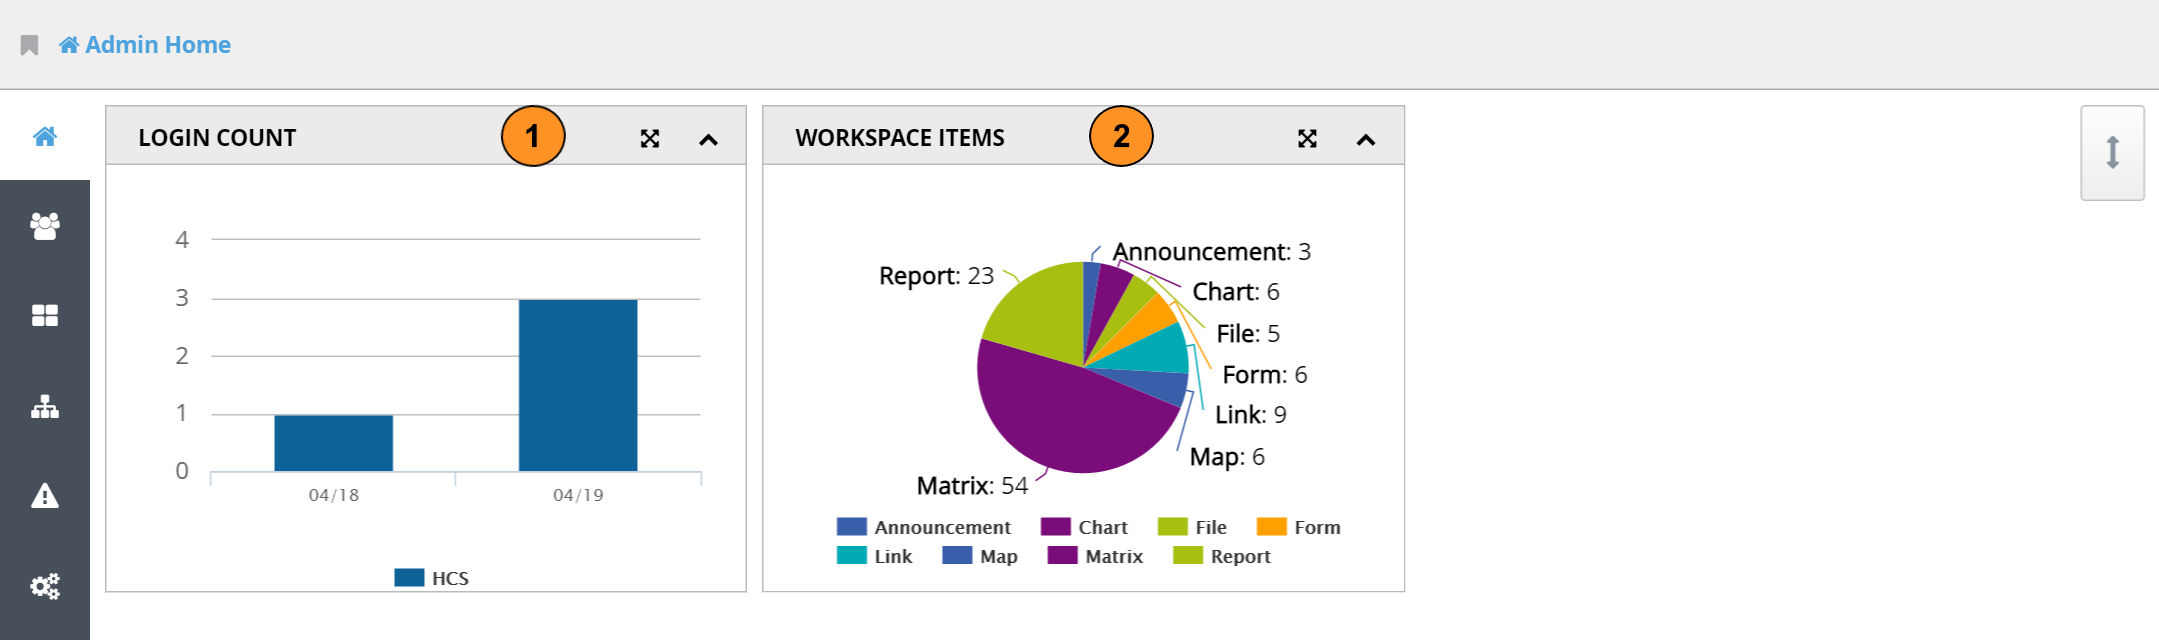 Admin Home
LOGIN COUNT
1
4
3
2
1
0
04/18
04/19
HCS
WORKSPACE ITEMS
2
Announcement: 3
Report: 23
Chart: 6
File: 5
Form: 6
Link: 9
Map: 6
Matrix: 54
Announcement Chart File Form
Link Map Matrix Report